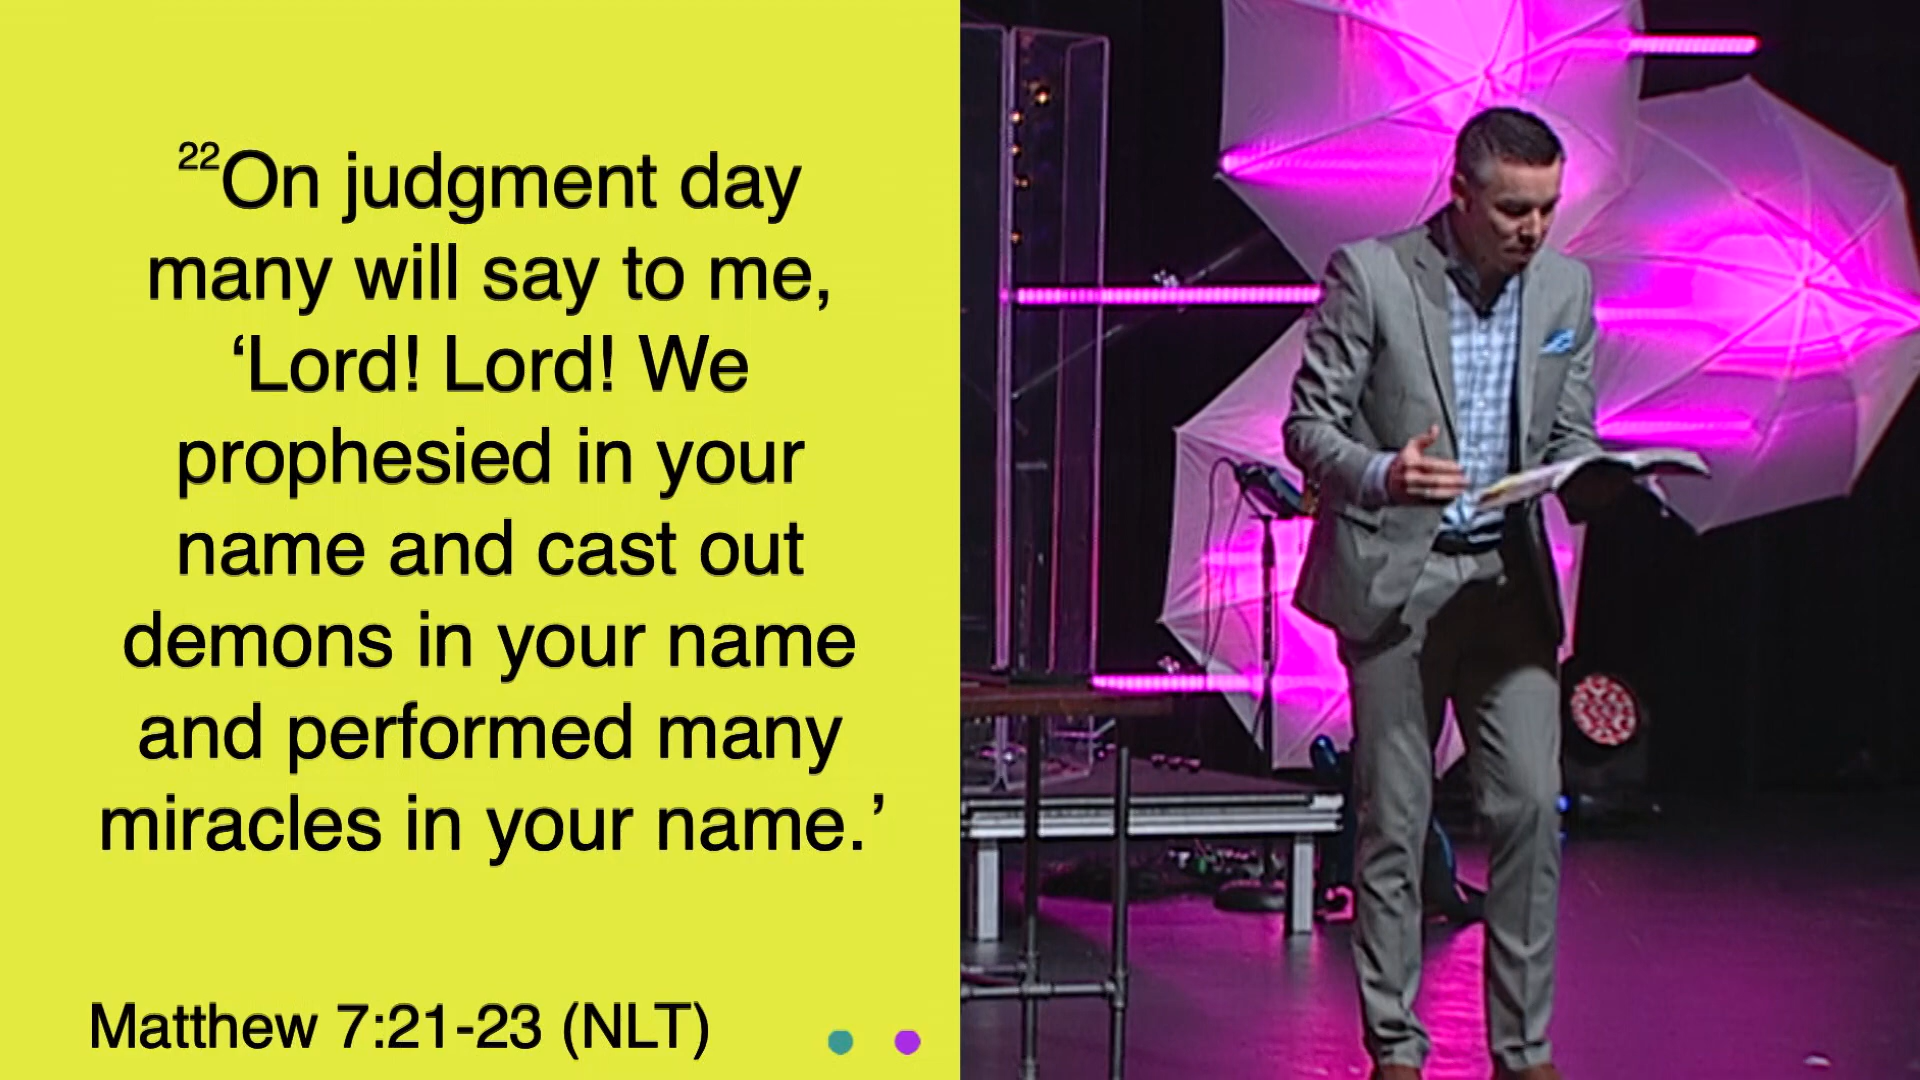 ²²On judgment day
many will say to me,
‘Lord! Lord! We
prophesied in your
name and cast out
demons in your name
and performed many
miracles in your name.’
Matthew 7:21-23 (NLT)